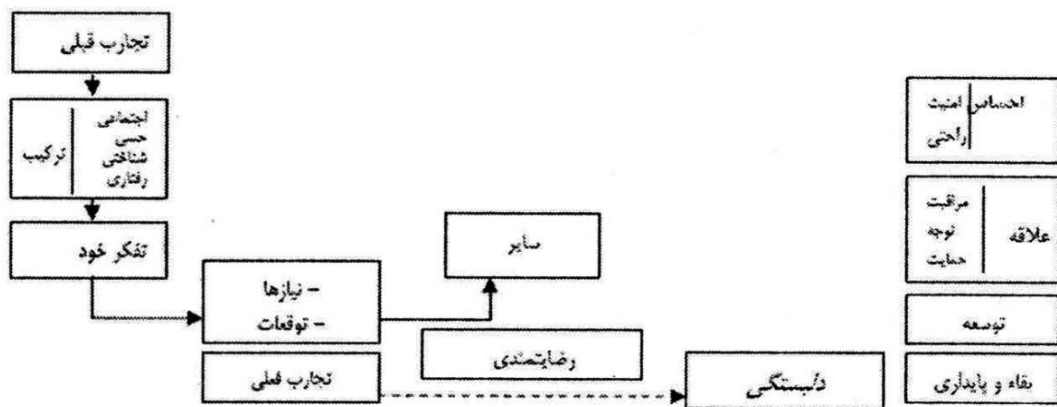 تجارب قبلی
ترکیب
اجتماعی
حسی
شناختی
رفتاری
تفکر خود
- نیازها
- توقعات
تجارب فعلی
سایر
رضایتمندی
دلبستگی
احساس
امنیت
راحتی
علاقه
مراقبت
توجه
حمایت
توسعه
بقاء و پایداری